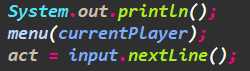 System.out.println();
menu(currentPlayer);
act = input.nextLine();